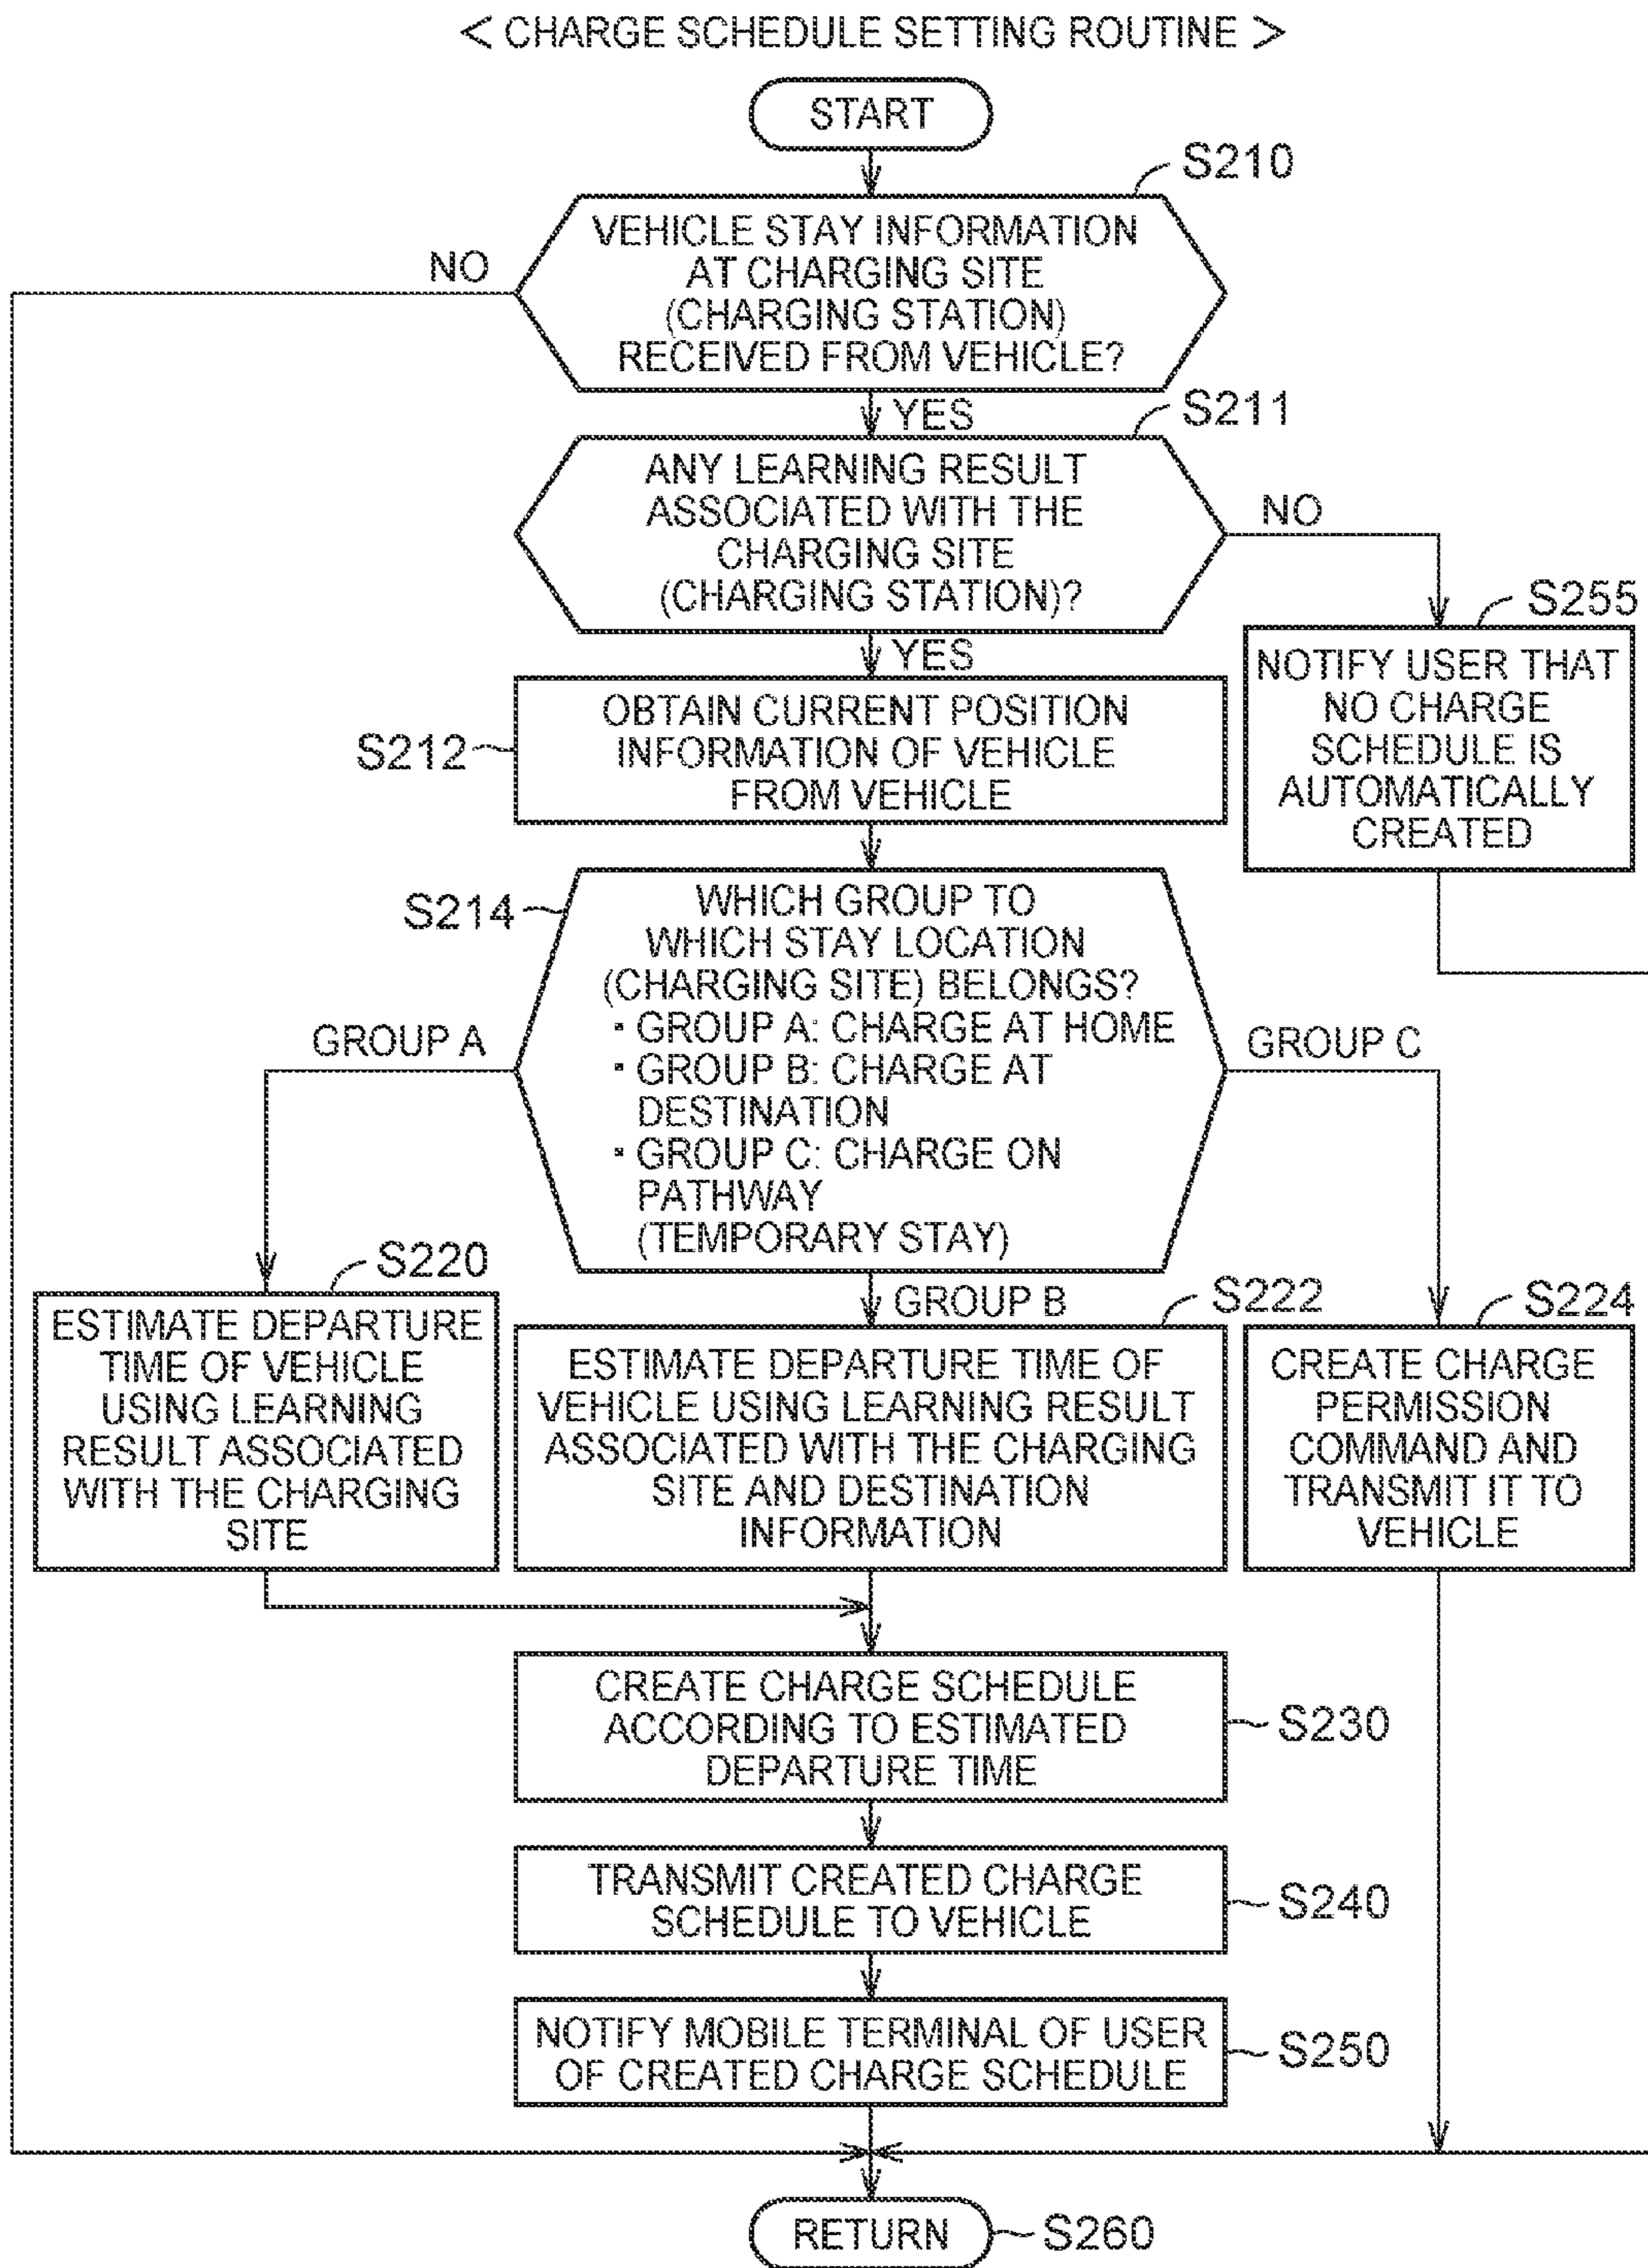 < CHARGE SCHEDULE SETTING ROUTINE >
START
S210
VEHICLE STAY INFORMATION
AT CHARGING SITE
(CHARGING STATION)
RECEIVED FROM VEHICLE?
NO
YES
S211
ANY LEARNING RESULT
ASSOCIATED WITH THE
CHARGING SITE
(CHARGING STATION)?
NO
YES
S255
NOTIFY USER THAT
NO CHARGE
SCHEDULE IS
AUTOMATICALLY
CREATED
S212
OBTAIN CURRENT POSITION
INFORMATION OF VEHICLE
FROM VEHICLE
S214
WHICH GROUP TO
WHICH STAY LOCATION
(CHARGING SITE) BELONGS?
・GROUP A: CHARGE AT HOME
・GROUP B: CHARGE AT
DESTINATION
・GROUP C: CHARGE ON
PATHWAY
(TEMPORARY STAY)
GROUP A
GROUP C
GROUP B
S220
ESTIMATE DEPARTURE
TIME OF VEHICLE
USING LEARNING
RESULT ASSOCIATED
WITH THE CHARGING
SITE
S222
ESTIMATE DEPARTURE TIME OF
VEHICLE USING LEARNING RESULT
ASSOCIATED WITH THE CHARGING
SITE AND DESTINATION
INFORMATION
S224
CREATE CHARGE
PERMISSION
COMMAND AND
TRANSMIT IT TO
VEHICLE
CREATE CHARGE SCHEDULE
ACCORDING TO ESTIMATED
DEPARTURE TIME
S230
TRANSMIT CREATED CHARGE
SCHEDULE TO VEHICLE
S240
NOTIFY MOBILE TERMINAL OF USER
OF CREATED CHARGE SCHEDULE
S250
RETURN
S260